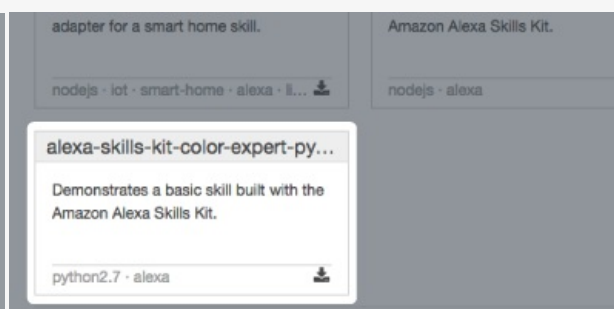 adapter for a smart home skill.
nodejs · iot · smart-home · alexa · li...
Amazon Alexa Skills Kit.
nodejs · alexa
alexa-skills-kit-color-expert-py...
Demonstrates a basic skill built with the
Amazon Alexa Skills Kit.
python2.7 · alexa